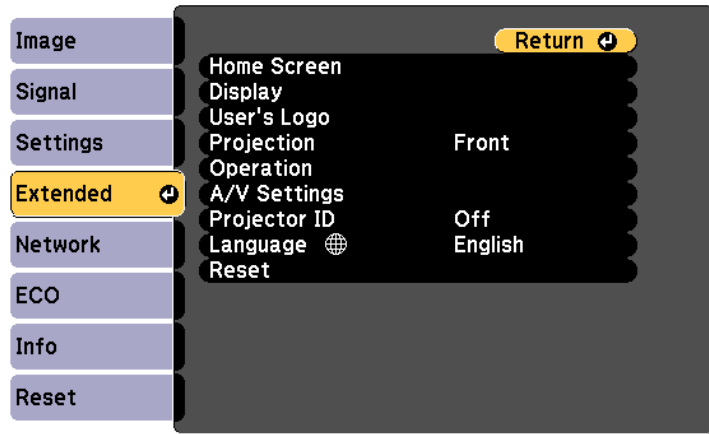 Image
Signal
Settings
Extended
Network
ECO
Info
Reset
Return
Home Screen
Display
User's Logo
Projection Front
Operation
A/V Settings
Projector ID Off
Language English
Reset